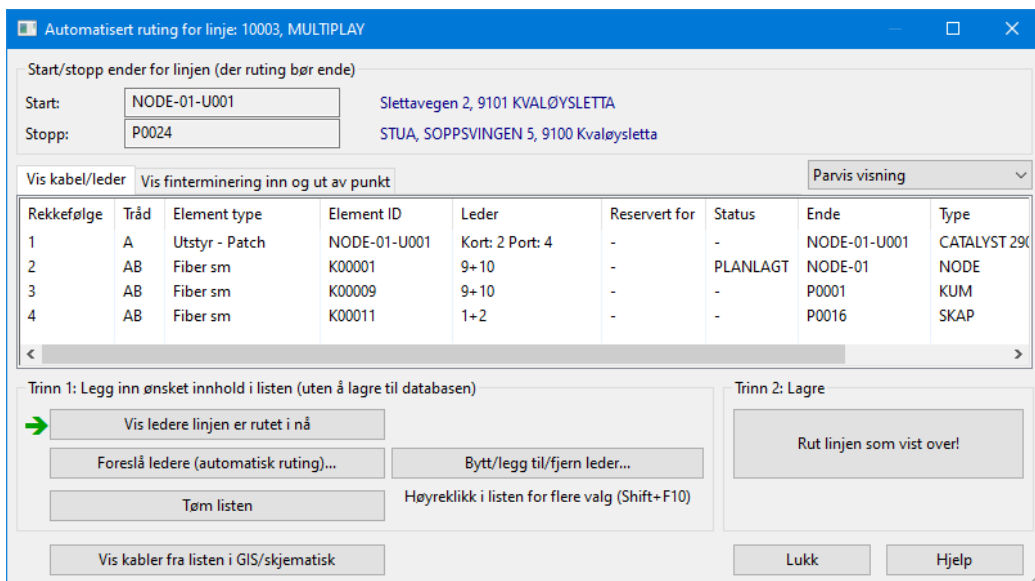 Automatisert ruting for linje: 10003, MULTIPLAY
Start/stopp ender for linjen (der ruting bør ende)
Start: NODE-01-U001 Slettavegen 2, 9101 KVALØYSLETTA
Stopp: P0024 STUA, SOPPSVINGEN 5, 9100 Kvaløysletta
Vis kabel/leder Vis finterminering inn og ut av punkt Parvis visning
Rekkefølge Tråd Element type Element ID Leder Reservert for Status Ende Type
1 A Utstyr - Patch NODE-01-U001 Kort: 2 Port: 4 - - NODE-01-U001 CATALYST 290
2 AB Fiber sm K00001 9+10 - PLANLAGT NODE-01 NODE
3 AB Fiber sm K00009 9+10 - - P0001 KUM
4 AB Fiber sm K00011 1+2 - - P0016 SKAP
Trinn 1: Legg inn ønsket innhold i listen (uten å lagre til databasen) Trinn 2: Lagre
Vis ledere linjen er rutet i nå
Rut linjen som vist over!
Foreslå ledere (automatisk ruting)... Bytt/legg til/fjern leder...
Tøm listen Høyreklikk i listen for flere valg (Shift+F10)
Vis kabler fra listen i GIS/skjematisk Lukk Hjelp